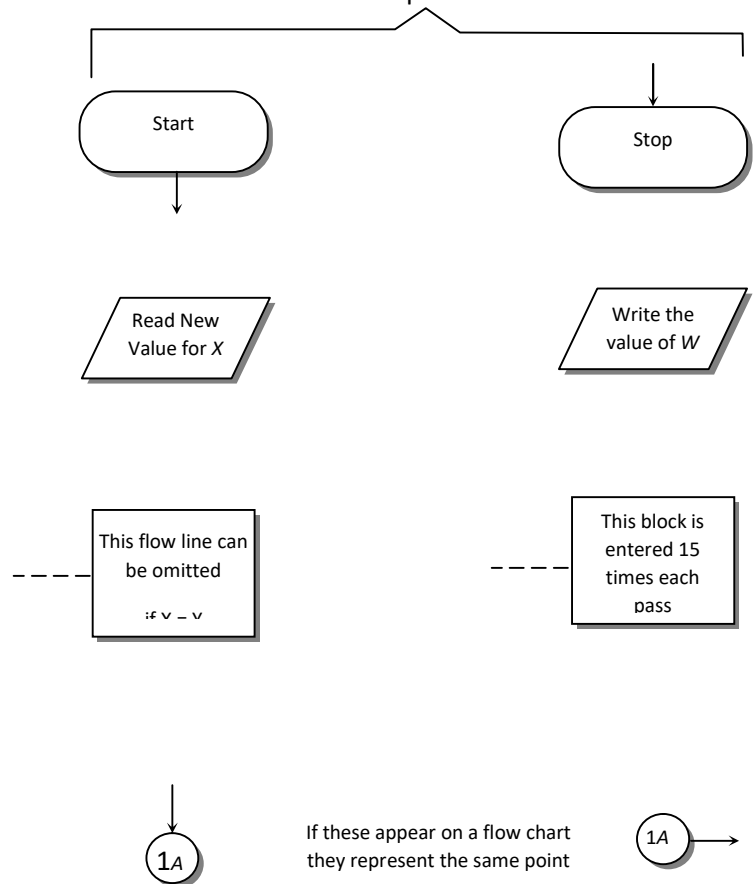 Start
Stop
Read New
Value for X
Write the
value of W
This flow line can
be omitted
This block is
entered 15
times each
pass
1A
If these appear on a flow chart
they represent the same point
1A